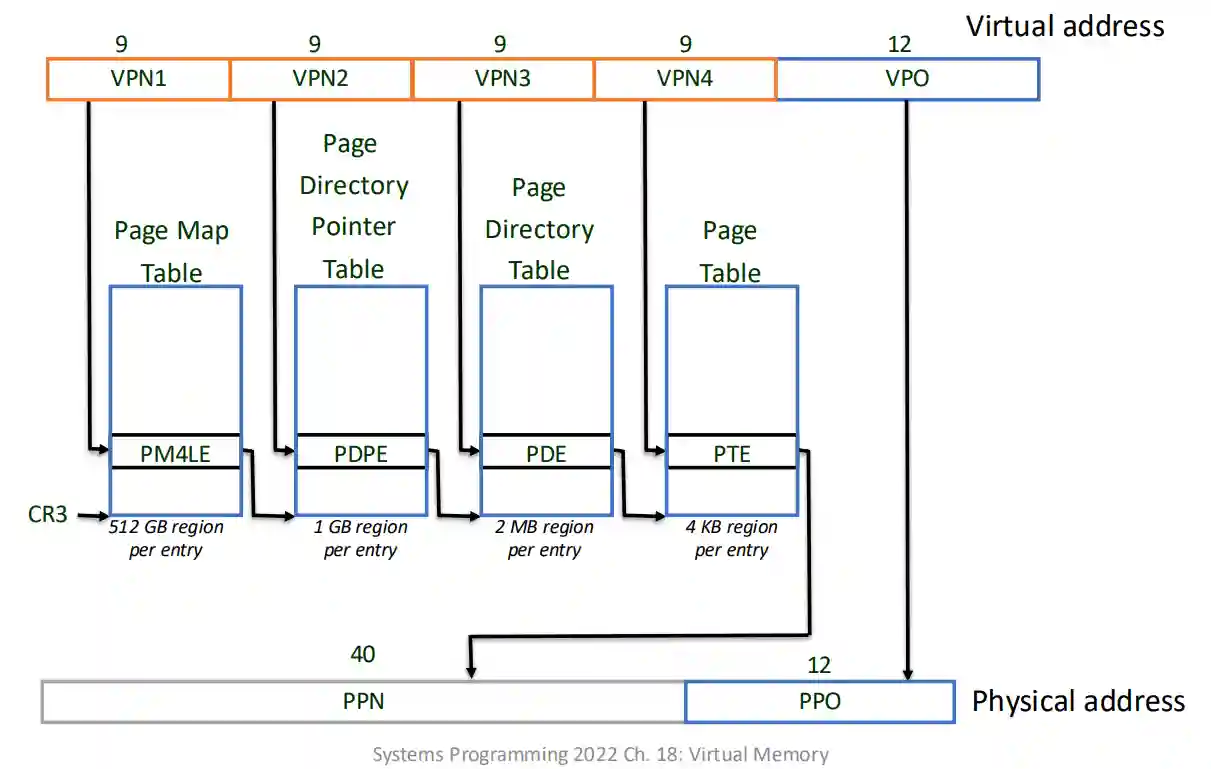 Virtual address
9
9
9
9
12
VPN1
VPN2
VPN3
VPN4
VPO
Page Map
Table
Page
Directory
Pointer
Table
Page
Directory
Table
Page
Table
PM4LE
PDPE
PDE
PTE
CR3
512 GB region
per entry
1 GB region
per entry
2 MB region
per entry
4 KB region
per entry
40
12
PPN
PPO
Physical address
Systems Programming 2022 Ch. 18: Virtual Memory